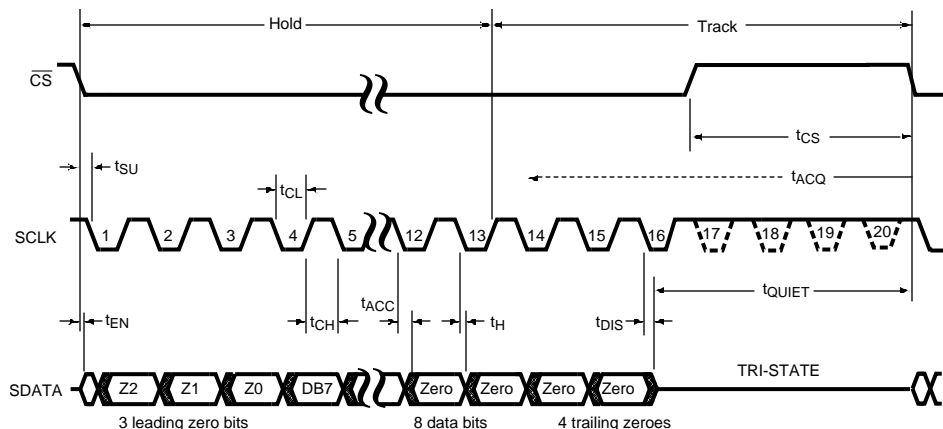 Hold
Track
CS
tCS
tSU
tCL
tACQ
SCLK
1 2 3 4 5 12 13 14 15 16 17 18 19 20
tACC
tQUIET
tEN
tCH
tH
tDIS
SDATA
Z2 Z1 Z0 DB7 Zero Zero Zero Zero
TRI-STATE
3 leading zero bits
8 data bits
4 trailing zeroes